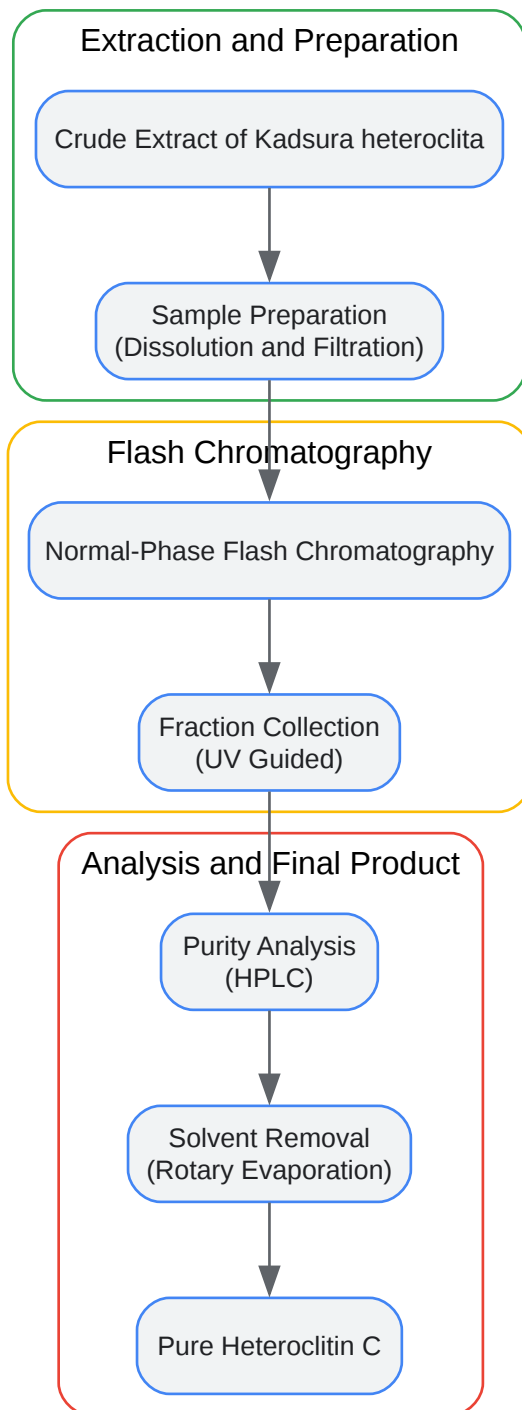 Extraction and Preparation
Crude Extract of Kadsura heteroclita
Sample Preparation
(Dissolution and Filtration)
Flash Chromatography
Normal-Phase Flash Chromatography
Fraction Collection
(UV Guided)
Analysis and Final Product
Purity Analysis
(HPLC)
Solvent Removal
(Rotary Evaporation)
Pure Heteroclitin C